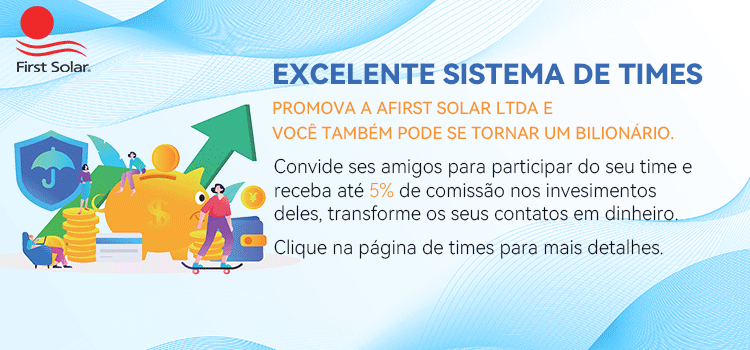 First Solar.
EXCELENTE SISTEMA DE TIMES
PROMOVA A AFIRST SOLAR LTDA E
VOCÊ TAMBÉM PODE SE TORNAR UM BILIONÁRIO.
Convide ses amigos para participar do seu time e
receba até 5% de comissão nos invesimentos
deles, transforme os seus contatos em dinheiro.
Clique na página de times para mais detalhes.